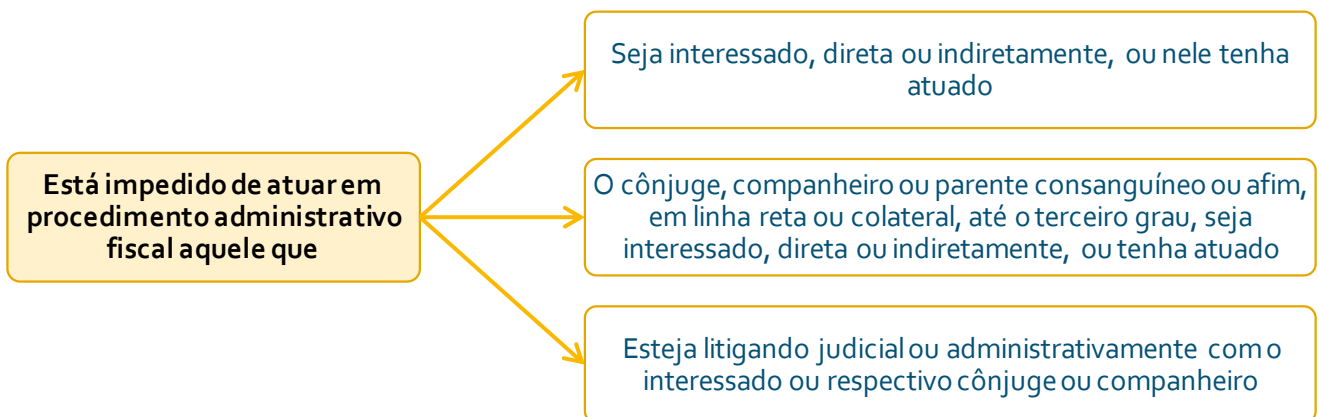 Está impedido de atuar em
procedimento administrativo
fiscal aquele que
Seja interessado, direta ou indiretamente, ou nele tenha
atuado
O cônjuge, companheiro ou parente consanguíneo ou afim,
em linha reta ou colateral, até o terceiro grau, seja
interessado, direta ou indiretamente, ou tenha atuado
Esteja litigando judicial ou administrativamente com o
interessado ou respectivo cônjuge ou companheiro